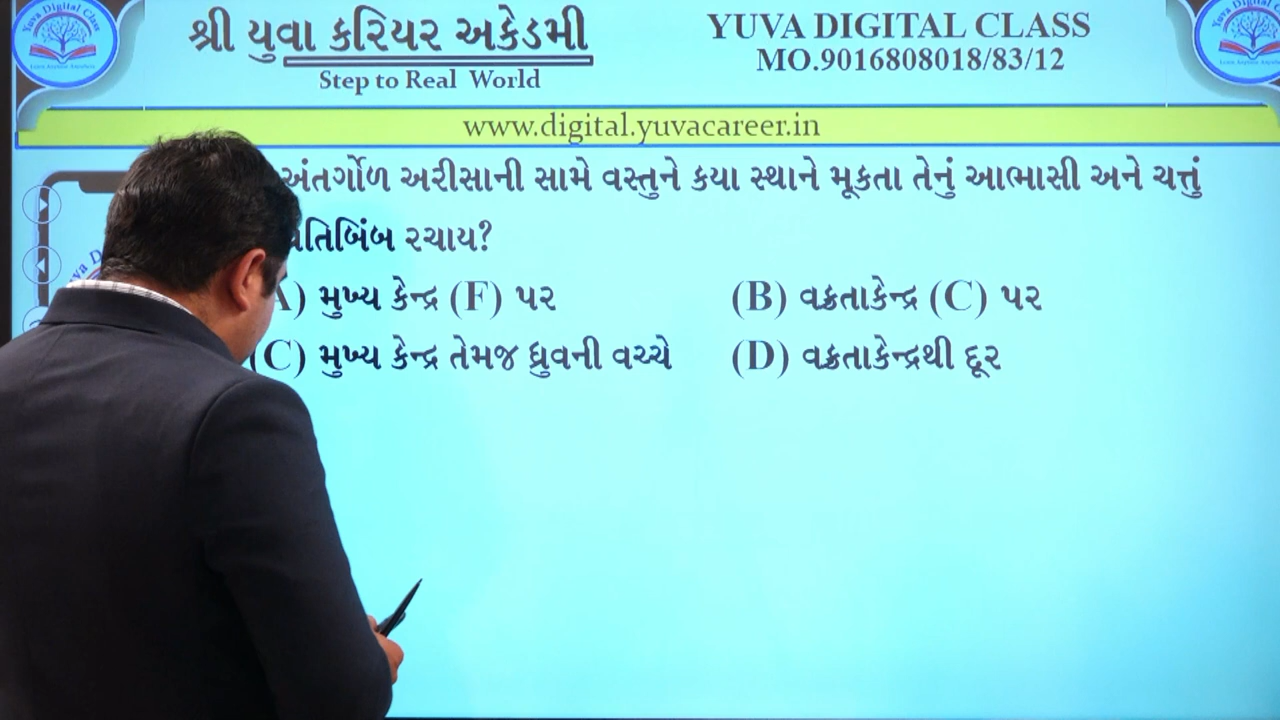 શ્રી યુવા કરિયર અકેડમી
Step to Real World
YUVA DIGITAL CLASS
MO.9016808018/83/12
www.digital.yuvacareer.in
અંતર્ગોળ અરીસાની સામે વસ્તુને કયા સ્થાને મૂકતા તેનું આભાસી અને ચત્તું
રચાય?
મુખ્ય કેન્દ્ર (F) પર
(B) વક્રતાકેન્દ્ર (C) પર
(C) મુખ્ય કેન્દ્ર તેમજ ધ્રુવની વચ્ચે
(D) વક્રતાકેન્દ્રથી દૂર